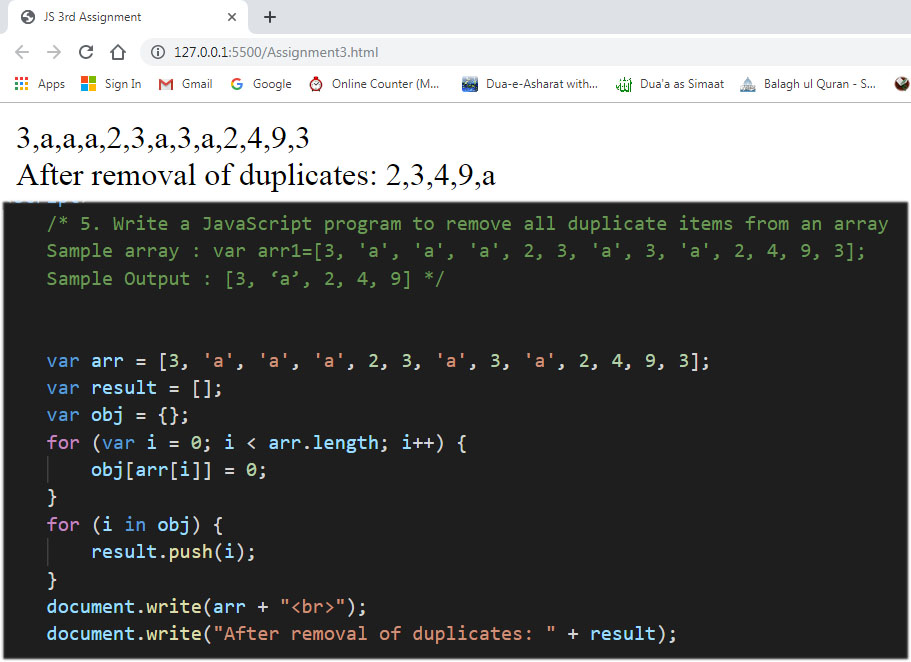 JS 3rd Assignment
127.0.0.1:5500/Assignment3.html
Apps Sign In Gmail Google Online Counter (M... Dua-e-Asharat with... Dua'a as Simaat Balagh ul Quran - S...
3,a,a,a,2,3,a,3,a,2,4,9,3
After removal of duplicates: 2,3,4,9,a
/* 5. Write a JavaScript program to remove all duplicate items from an array
Sample array : var arr1=[3, 'a', 'a', 'a', 2, 3, 'a', 3, 'a', 2, 4, 9, 3];
Sample Output : [3, ‘a’, 2, 4, 9] */
var arr = [3, 'a', 'a', 'a', 2, 3, 'a', 3, 'a', 2, 4, 9, 3];
var result = [];
var obj = {};
for (var i = 0; i < arr.length; i++) {
obj[arr[i]] = 0;
}
for (i in obj) {
result.push(i);
}
document.write(arr + "<br>");
document.write("After removal of duplicates: " + result);